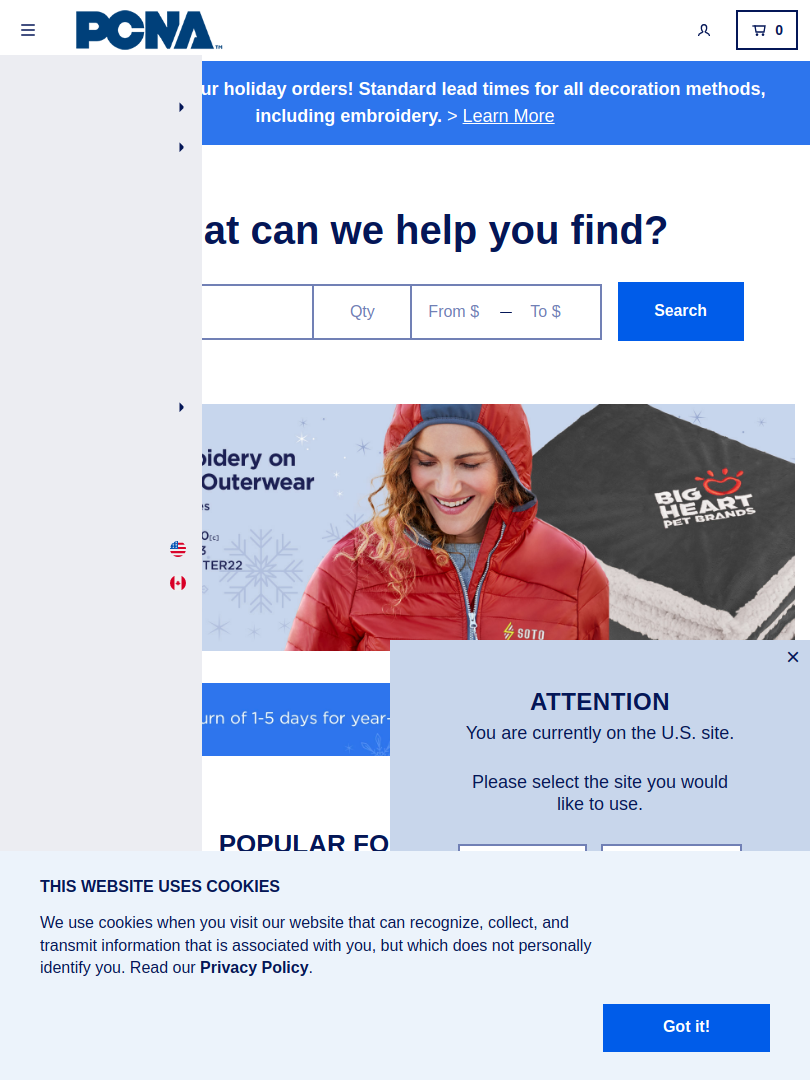 PCNA™
0
ur holiday orders! Standard lead times for all decoration methods,
including embroidery. > Learn More
at can we help you find?
Qty
From $ — To $
Search
oidery on
Outerwear
es
0[c]
3
TER22
BIG
HEART
PET BRANDS
SOTO
urn of 1-5 days for year-
×
ATTENTION
You are currently on the U.S. site.
Please select the site you would
like to use.
POPULAR FO
THIS WEBSITE USES COOKIES
We use cookies when you visit our website that can recognize, collect, and
transmit information that is associated with you, but which does not personally
identify you. Read our Privacy Policy.
Got it!